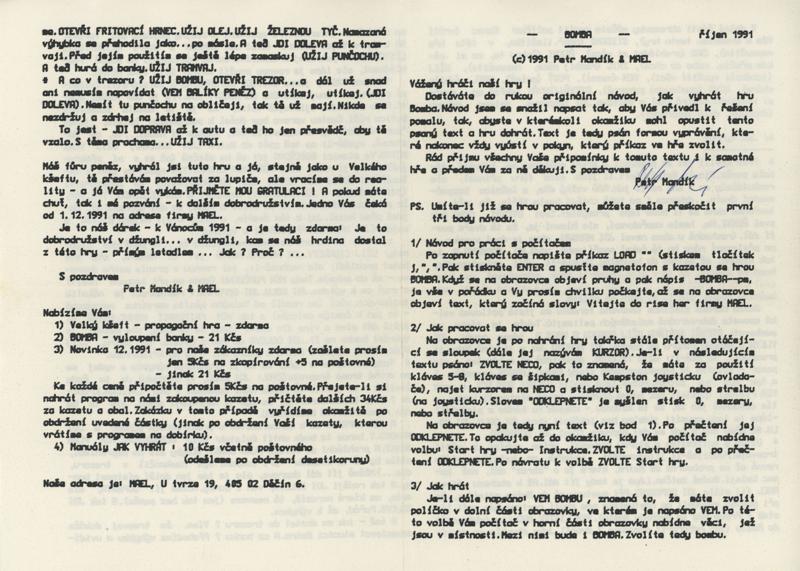 se.OTEVŘI FRITOVACÍ HRNEC.UŽIJ OLEJ.UŽIJ ŽELEZNOU TYČ.Namazaná
výhybka se přehodila jako...po másle.A teď JDI DOLEVA až k tram-
vaji.Před jejím použitím se ještě lépe zamaskuj (UŽIJ PUNČOCHU).
A teď hurá do banky.UŽIJ TRAMVAJ.
* A co v trezoru ? UŽIJ BOMBU, OTEVŘI TREZOR...a dál už snad
ani nemusím napovídat (VEM BALÍKY PENĚZ) a utíkej, utíkej.(JDI
DOLEVA).Nemít tu punčochu na obličeji, tak tě už mají.Nikde se
nezdržuj a zdrhej na letiště.
To jest - JDI DOPRAVA až k autu a teď ho jen přesvědč, aby tě
vzalo.S těma prachama...UŽIJ TAXI.
Máš fůru peněz, vyhrál jsi tuto hru a já, stejně jako u Velkého
kšeftu, tě přestávám považovat za lupiče, ale vracíme se do rea-
lity - a já Vám opět vykám.PŘIJMĚTE MOU GRATULACI ! A pokud máte
chuť, tak i mé pozvání - k dalším dobrodružstvím.Jedno Vás čeká
od 1.12.1991 na adrese firmy MAEL.
Je to náš dárek - k Vánocům 1991 - a je tedy zdarma: Je to
dobrodružství v džungli... v džungli, kam se náš hrdina dostal
z této hry - přímým letadlem ... Jak ? Proč ? ...
S pozdravem
Petr Mandík & MAEL
Nabízíme Vám:
1) Velký kšeft - propagační hra - zdarma
2) BOMBA - vyloupení banky - 21 Kčs
3) Novinka 12.1991 - pro naše zákazníky zdarma (zašlete prosím
jen 5Kčs na zkopírování +5 na poštovné)
- jinak 21 Kčs
Ke každé ceně připočtěte prosím 5Kčs na poštovné.Přejete-li si
nahrát program na námi zakoupenou kazetu, přičtěte dalších 34Kčs
za kazetu a obal.Zakázku v tomto případě vyřídíme okamžitě po
obdržení uvedené částky (jinak po obdržení Vaší kazety, kterou
vrátíme s programem na dobírku).
4) Manuály JAK VYHRÁT : 10 Kčs včetně poštovného
(odešleme po obdržení desetikoruny)
Naše adresa je: MAEL, U tvrze 19, 405 02 Děčín 6.
- BOMBA - říjen 1991
(c)1991 Petr Mandík & MAEL
Vážený hráči naší hry !
Dostáváte do rukou originální návod, jak vyhrát hru
Bomba.Návod jsem se snažil napsat tak, aby Vás přivedl k řešení
pomalu, tak, abyste v kterémkoli okamžiku mohl opustit tento
psaný text a hru dohrát.Text je tedy psán formou vyprávění, kte-
ré nakonec vždy vyústí v pokyn, který příkaz ve hře zvolit.
Rád přijmu všechny Vaše připomínky k tomuto textu i k samotné
hře a předem Vám za ně děkuji.S pozdravem
Petr Mandík
PS. Umíte-li již se hrou pracovat, můžete směle přeskočit první
tři body návodu.
1/ Návod pro práci s počítačem
Po zapnutí počítače napište příkaz LOAD "" (stiskem tlačítek
j,",".Pak stiskněte ENTER a spusťte magnetofon s kazetou se hrou
BOMBA.Když se na obrazovce objeví pruhy a pak nápis -BOMBA--pm,
je vše v pořádku a Vy prosím chvilku počkejte,až se na obrazovce
objeví text, který začíná slovy: Vítejte do rise her firmy MAEL.
2/ Jak pracovat se hrou
Na obrazovce je po nahrání hry takřka stále přítomen otáčejí-
cí se sloupek (dále jej nazývám KURZOR).Je-li v následujícím
textu psáno: ZVOLTE NECO, pak to znamená, že máte za použití
kláves 5-8, kláves se šipkami, nebo Kempston joysticku (ovlada-
če), najet kurzorem na NECO a stisknout 0, mezeru, nebo střelbu
(na joysticku).Slovem "ODKLEPNETE" je myšlen stisk 0, mezery,
nebo střelby.
Na obrazovce je tedy nyní text (viz bod 1).Po přečtení jej
ODKLEPNETE.To opakujte až do okamžiku, kdy Vám počítač nabídne
volbu: Start hry -nebo- Instrukce.ZVOLTE instrukce a po přeč-
tení ODKLEPNETE.Po návratu k volbě ZVOLTE Start hry.
3/ Jak hrát
Je-li dále napsáno: VEM BOMBU , znamená to, že máte zvolit
políčko v dolní části obrazovky, ve kterém je napsáno VEM.Po té-
to volbě Vám počítač v horní části obrazovky nabídne věci, jež
jsou v místnosti.Mezi nimi bude i BOMBA.Zvolíte tedy bombu.